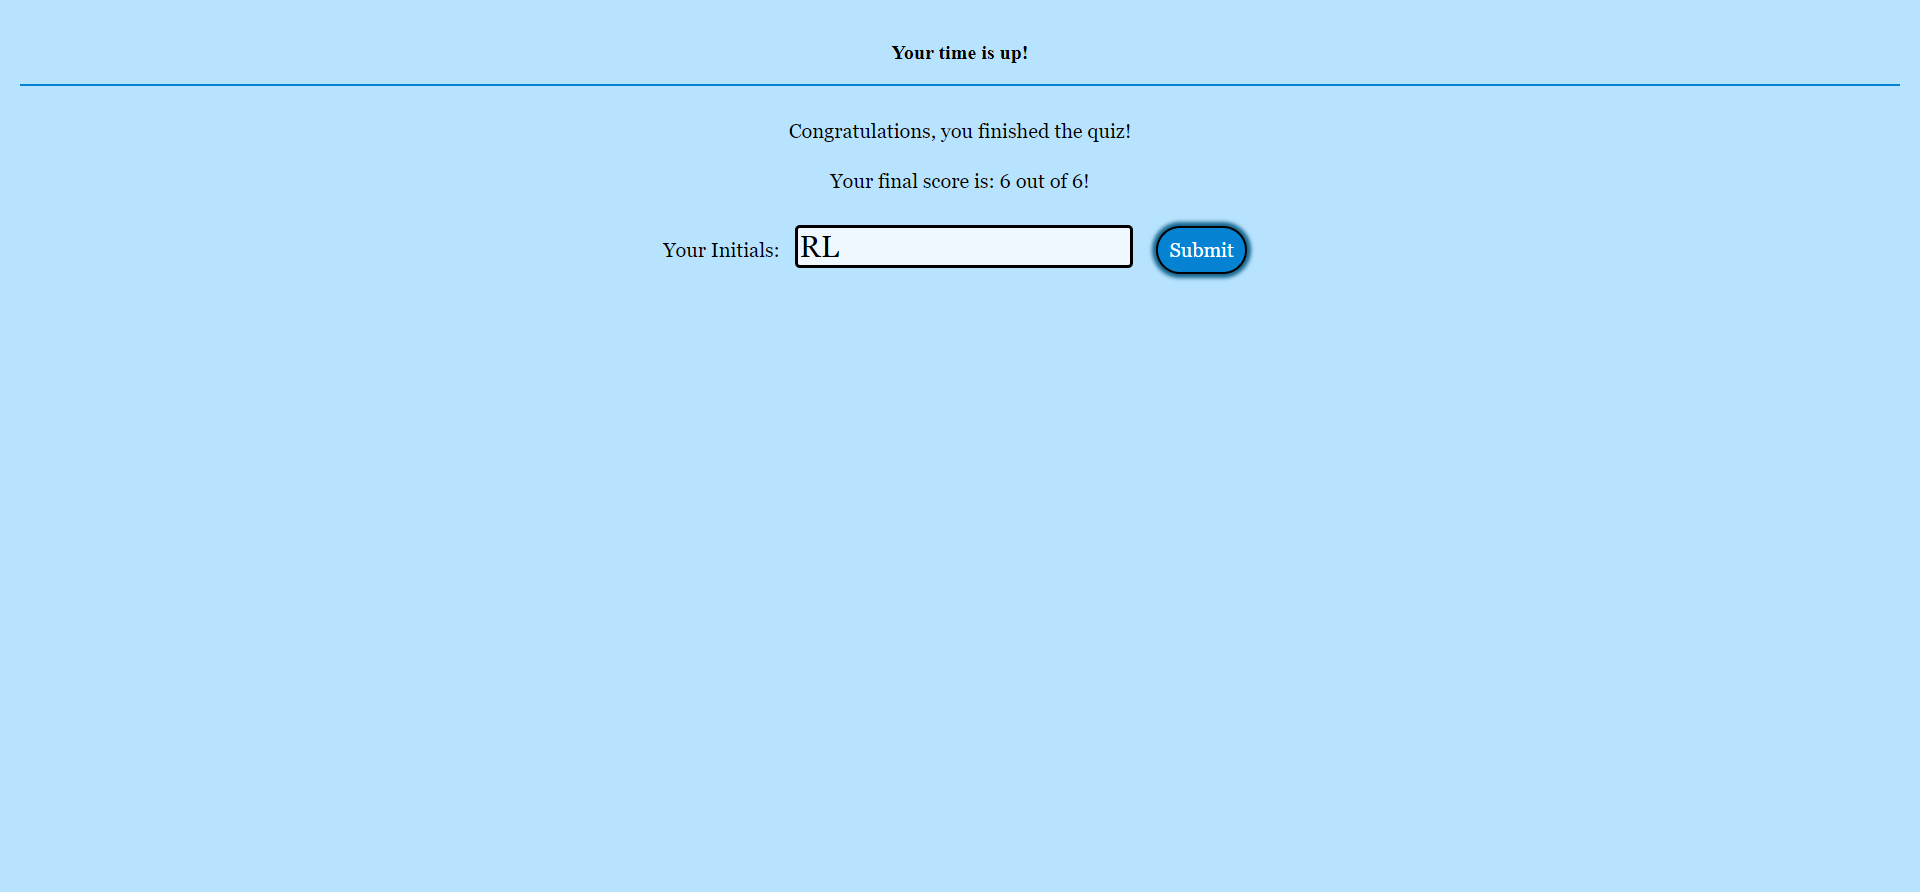 Your time is up!
Congratulations, you finished the quiz!
Your final score is: 6 out of 6!
Your Initials: RL Submit